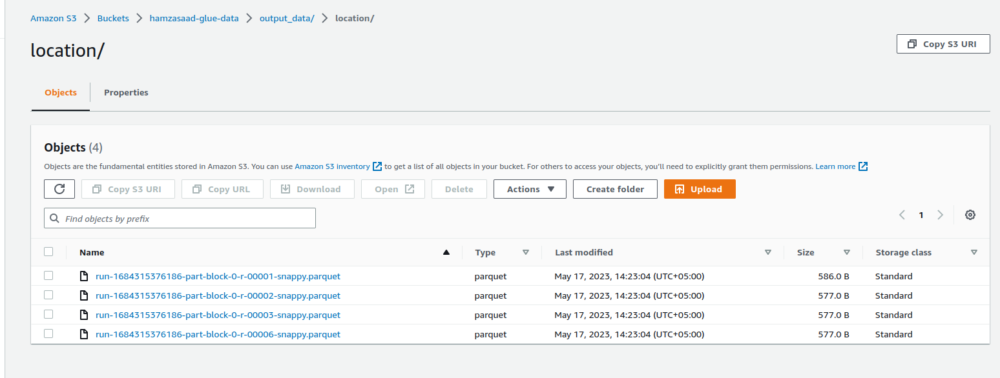 Amazon S3 > Buckets > hamzasaad-glue-data > output_data/ > location/
location/
Copy S3 URI
Objects Properties
Objects (4)
Objects are the fundamental entities stored in Amazon S3. You can use Amazon S3 inventory to get a list of all objects in your bucket. For others to access your objects, you'll need to explicitly grant them permissions. Learn more
Copy S3 URI Copy URL Download Open Delete Actions Create folder Upload
Find objects by prefix
1
Name Type Last modified Size Storage class
run-1684315376186-part-block-0-r-00001-snappy.parquet parquet May 17, 2023, 14:23:04 (UTC+05:00) 586.0 B Standard
run-1684315376186-part-block-0-r-00002-snappy.parquet parquet May 17, 2023, 14:23:04 (UTC+05:00) 577.0 B Standard
run-1684315376186-part-block-0-r-00003-snappy.parquet parquet May 17, 2023, 14:23:04 (UTC+05:00) 577.0 B Standard
run-1684315376186-part-block-0-r-00006-snappy.parquet parquet May 17, 2023, 14:23:04 (UTC+05:00) 577.0 B Standard